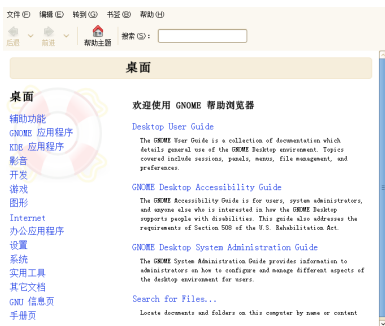 文件(F) 编辑(E) 转到(G) 书签(B) 帮助(H)
后退 前进 帮助主题 搜索(S):
桌面
桌面
辅助功能
GNOME 应用程序
KDE 应用程序
影音
开发
游戏
图形
Internet
办公应用程序
设置
系统
实用工具
其它文档
GNU 信息页
手册页
欢迎使用 GNOME 帮助浏览器
Desktop User Guide
The GNOME User Guide is a collection of documentation which
details general use of the GNOME Desktop environment. Topics
covered include sessions, panels, menus, file management, and
preferences.
GNOME Desktop Accessibility Guide
The GNOME Accessibility Guide is for users, system administrators,
and anyone else who is interested in how the GNOME Desktop
supports people with disabilities. This guide also addresses the
requirements of Section 508 of the U.S. Rehabilitation Act.
GNOME Desktop System Administration Guide
The GNOME System Administration Guide provides information to
administrators on how to configure and manage different aspects of
the desktop environment for users.
Search for Files...
Locate documents and folders on this computer by name or content